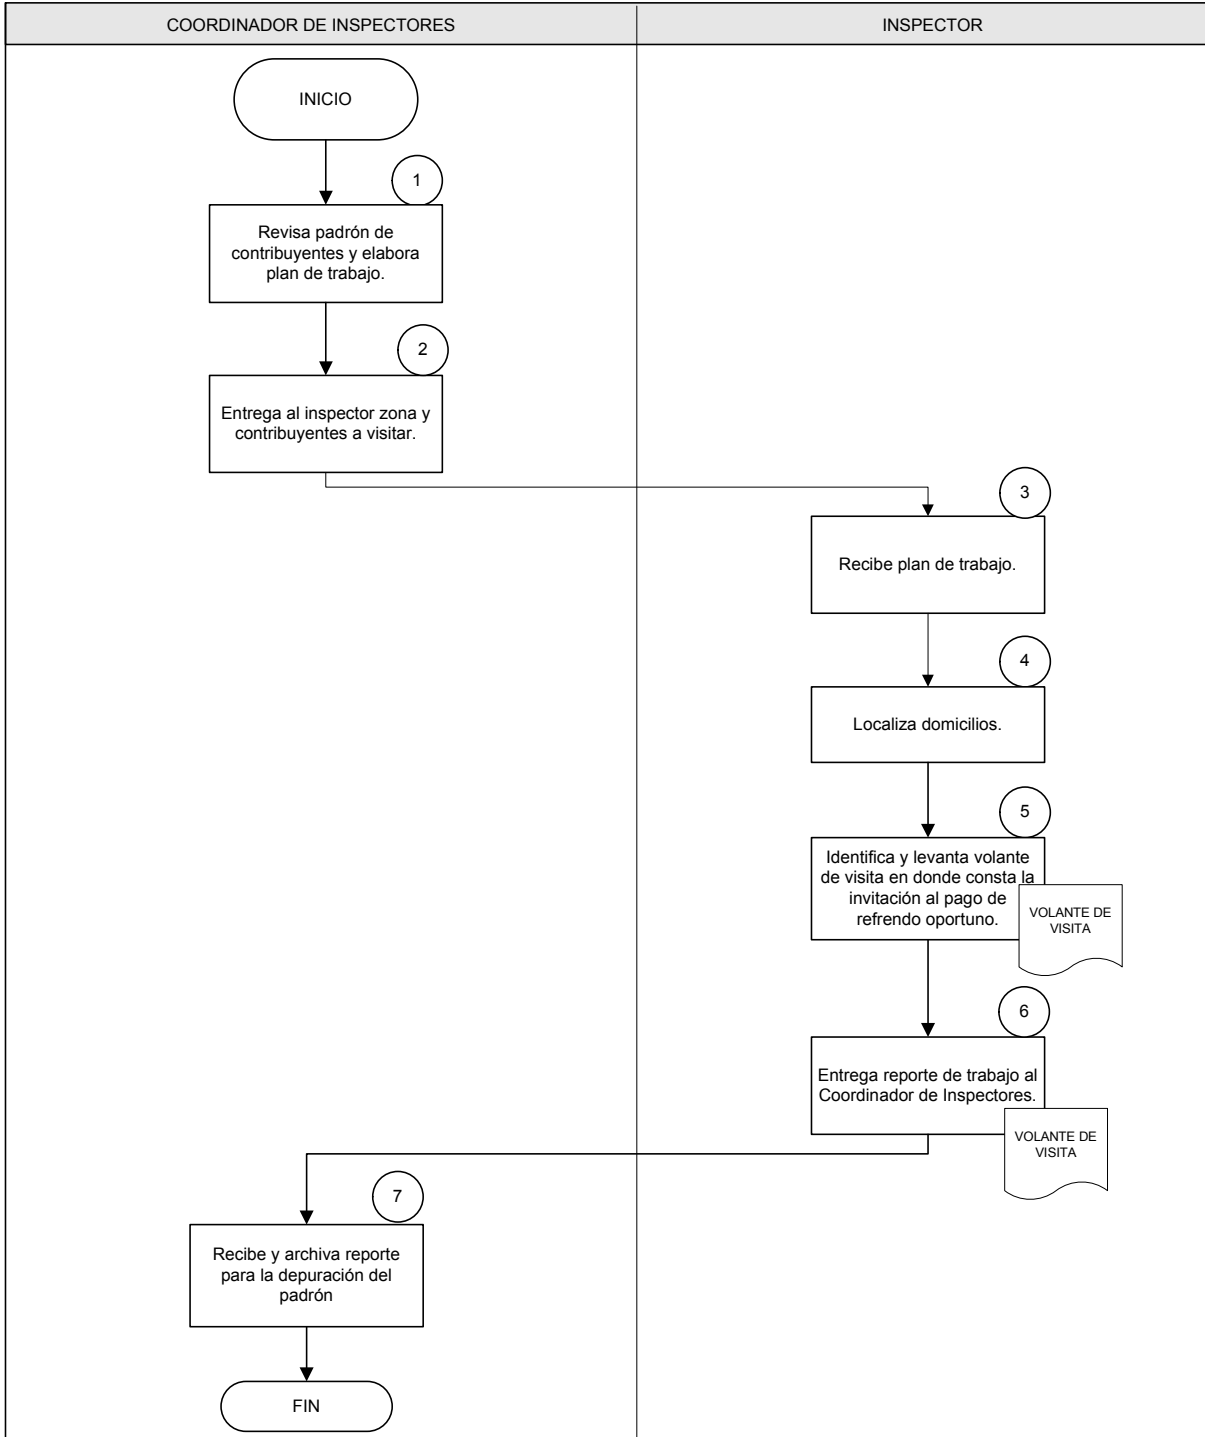 COORDINADOR DE INSPECTORES
INSPECTOR
INICIO
1
Revisa padrón de
contribuyentes y elabora
plan de trabajo.
2
Entrega al inspector zona y
contribuyentes a visitar.
3
Recibe plan de trabajo.
4
Localiza domicilios.
5
Identifica y levanta volante
de visita en donde consta la
invitación al pago de
refrendo oportuno.
VOLANTE DE
VISITA
6
Entrega reporte de trabajo al
Coordinador de Inspectores.
VOLANTE DE
VISITA
7
Recibe y archiva reporte
para la depuración del
padrón
FIN